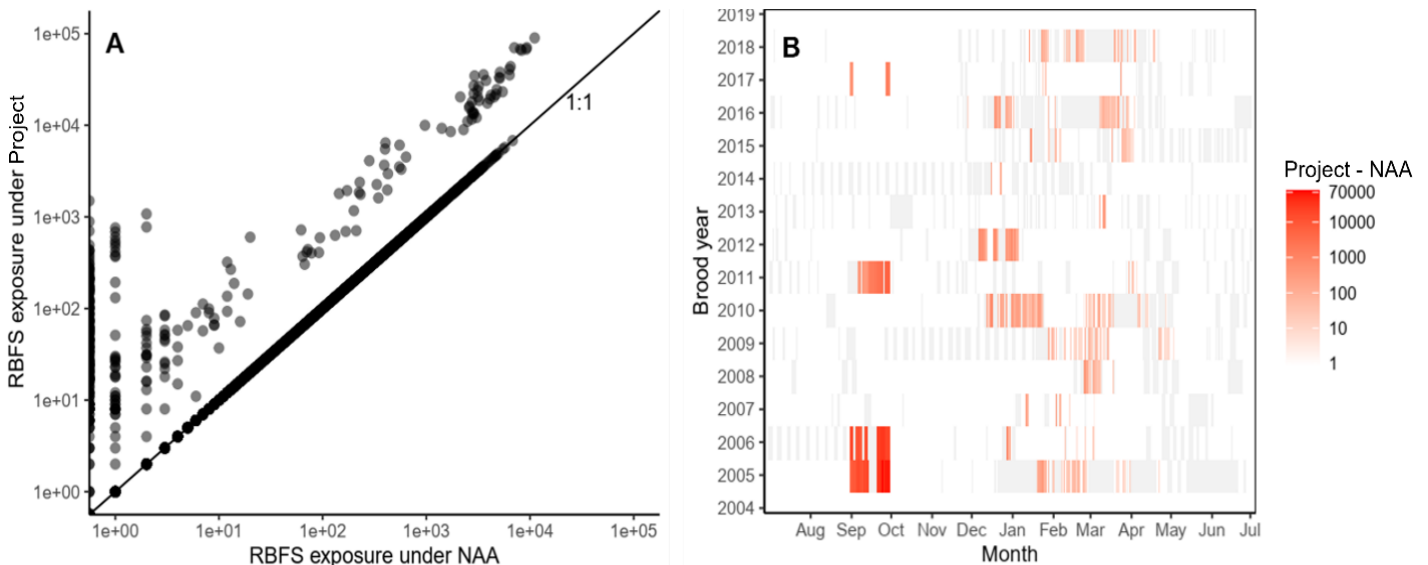 A
RBFS exposure under Project
1e+05
1e+04
1e+03
1e+02
1e+01
1e+00
1:1
1e+00 1e+01 1e+02 1e+03 1e+04 1e+05
RBFS exposure under NAA
B
Brood year
2019
2018
2017
2016
2015
2014
2013
2012
2011
2010
2009
2008
2007
2006
2005
2004
Aug Sep Oct Nov Dec Jan Feb Mar Apr May Jun Jul
Month
Project - NAA
70000
10000
1000
100
10
1